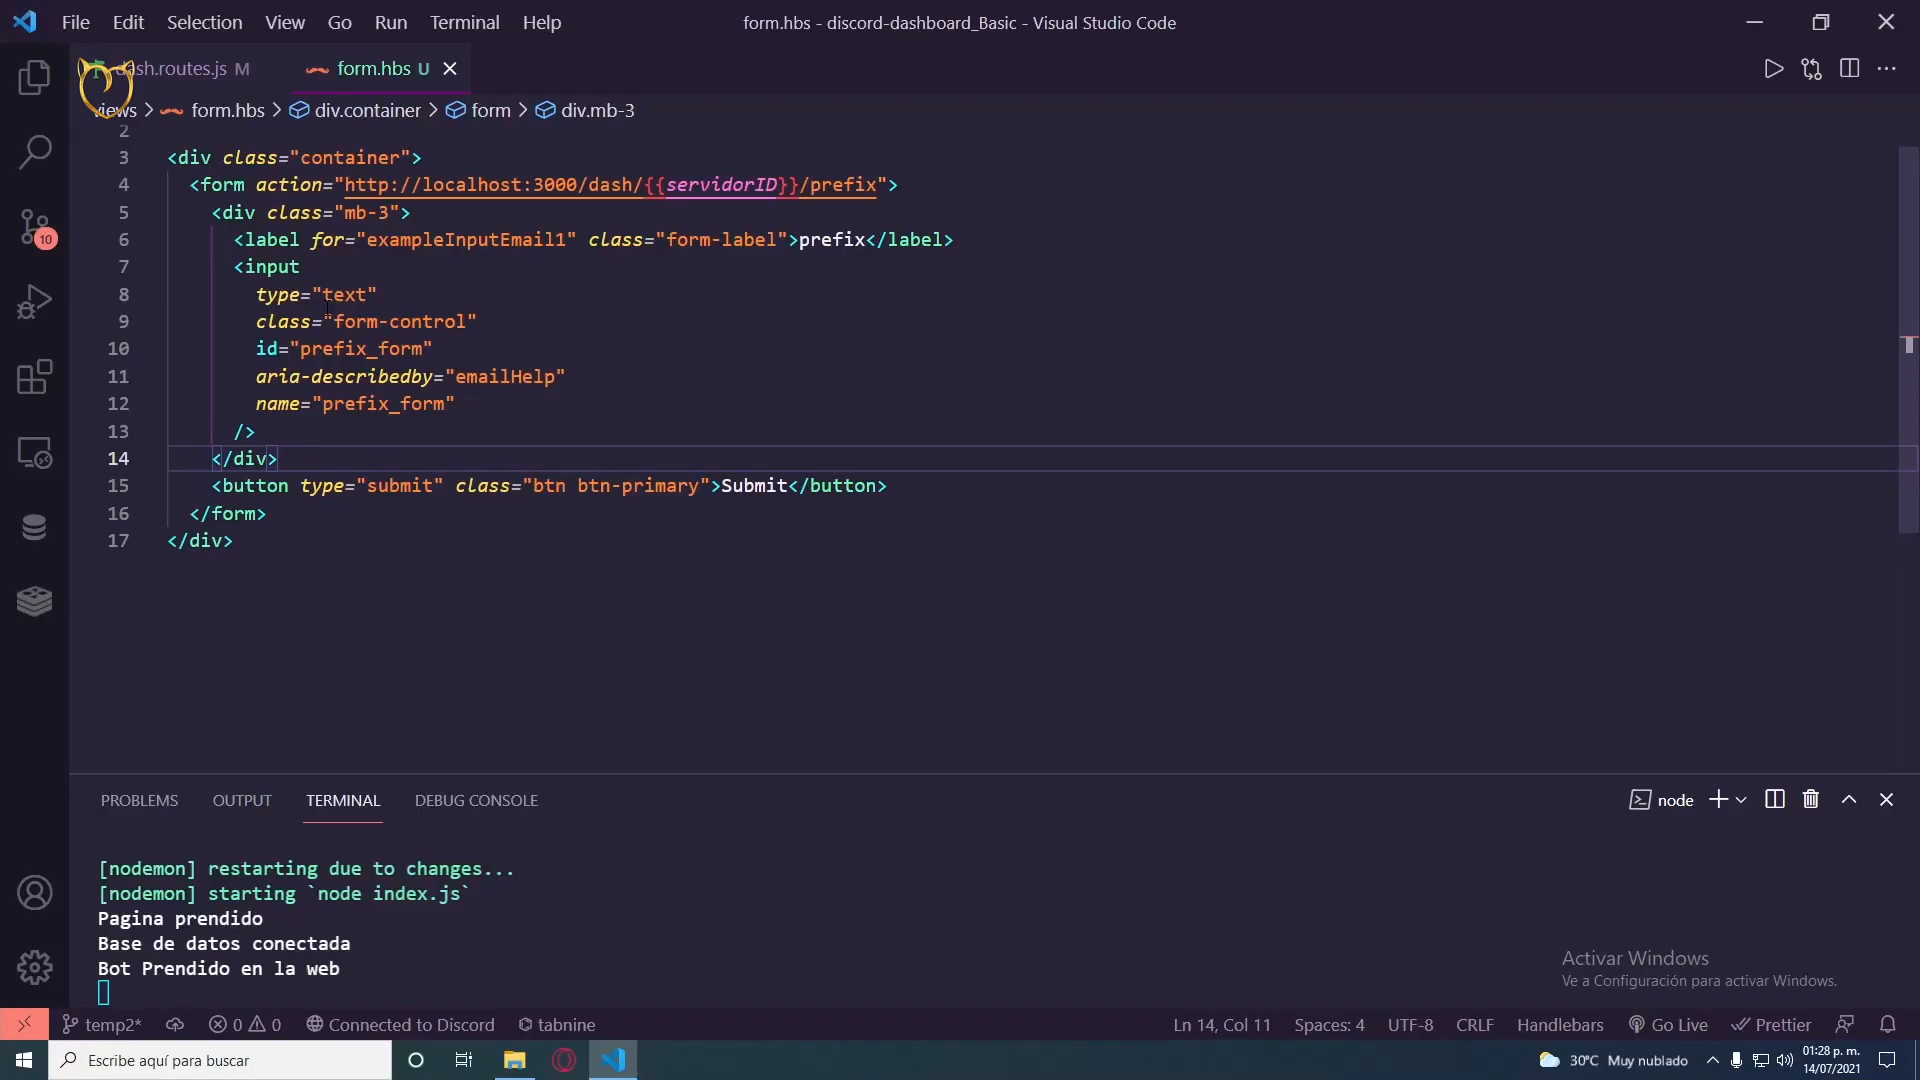 File Edit Selection View Go Run Terminal Help
form.hbs - discord-dashboard_Basic - Visual Studio Code
dash.routes.js M
form.hbs U
views > form.hbs > div.container > form > div.mb-3
2
3 <div class="container">
4 <form action="http://localhost:3000/dash/{{servidorID}}/prefix">
5 <div class="mb-3">
6 <label for="exampleInputEmail1" class="form-label">prefix</label>
7 <input
8 type="text"
9 class="form-control"
10 id="prefix_form"
11 aria-describedby="emailHelp"
12 name="prefix_form"
13 />
14 </div>
15 <button type="submit" class="btn btn-primary">Submit</button>
16 </form>
17 </div>
10
PROBLEMS OUTPUT TERMINAL DEBUG CONSOLE
node
[nodemon] restarting due to changes...
[nodemon] starting `node index.js`
Pagina prendido
Base de datos conectada
Bot Prendido en la web
Activar Windows
Ve a Configuración para activar Windows.
temp2* 0 0 Connected to Discord tabnine
Ln 14, Col 11 Spaces: 4 UTF-8 CRLF Handlebars Go Live Prettier
Escribe aquí para buscar
30°C Muy nublado
01:28 p. m.
14/07/2021